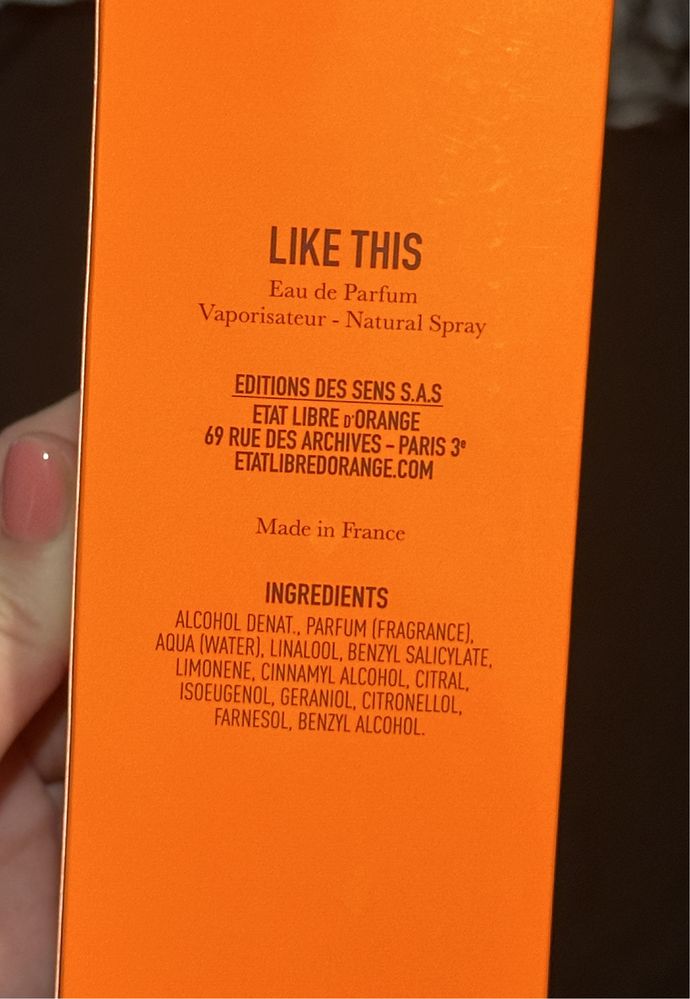 LIKE THIS
Eau de Parfum
Vaporisateur - Natural Spray
EDITIONS DES SENS S.A.S
ETAT LIBRE D'ORANGE
69 RUE DES ARCHIVES - PARIS 3e
ETATLIBREDORANGE.COM
Made in France
INGREDIENTS
ALCOHOL DENAT., PARFUM (FRAGRANCE),
AQUA (WATER), LINALOOL, BENZYL SALICYLATE,
LIMONENE, CINNAMYL ALCOHOL, CITRAL,
ISOEUGENOL, GERANIOL, CITRONELLOL,
FARNESOL, BENZYL ALCOHOL.